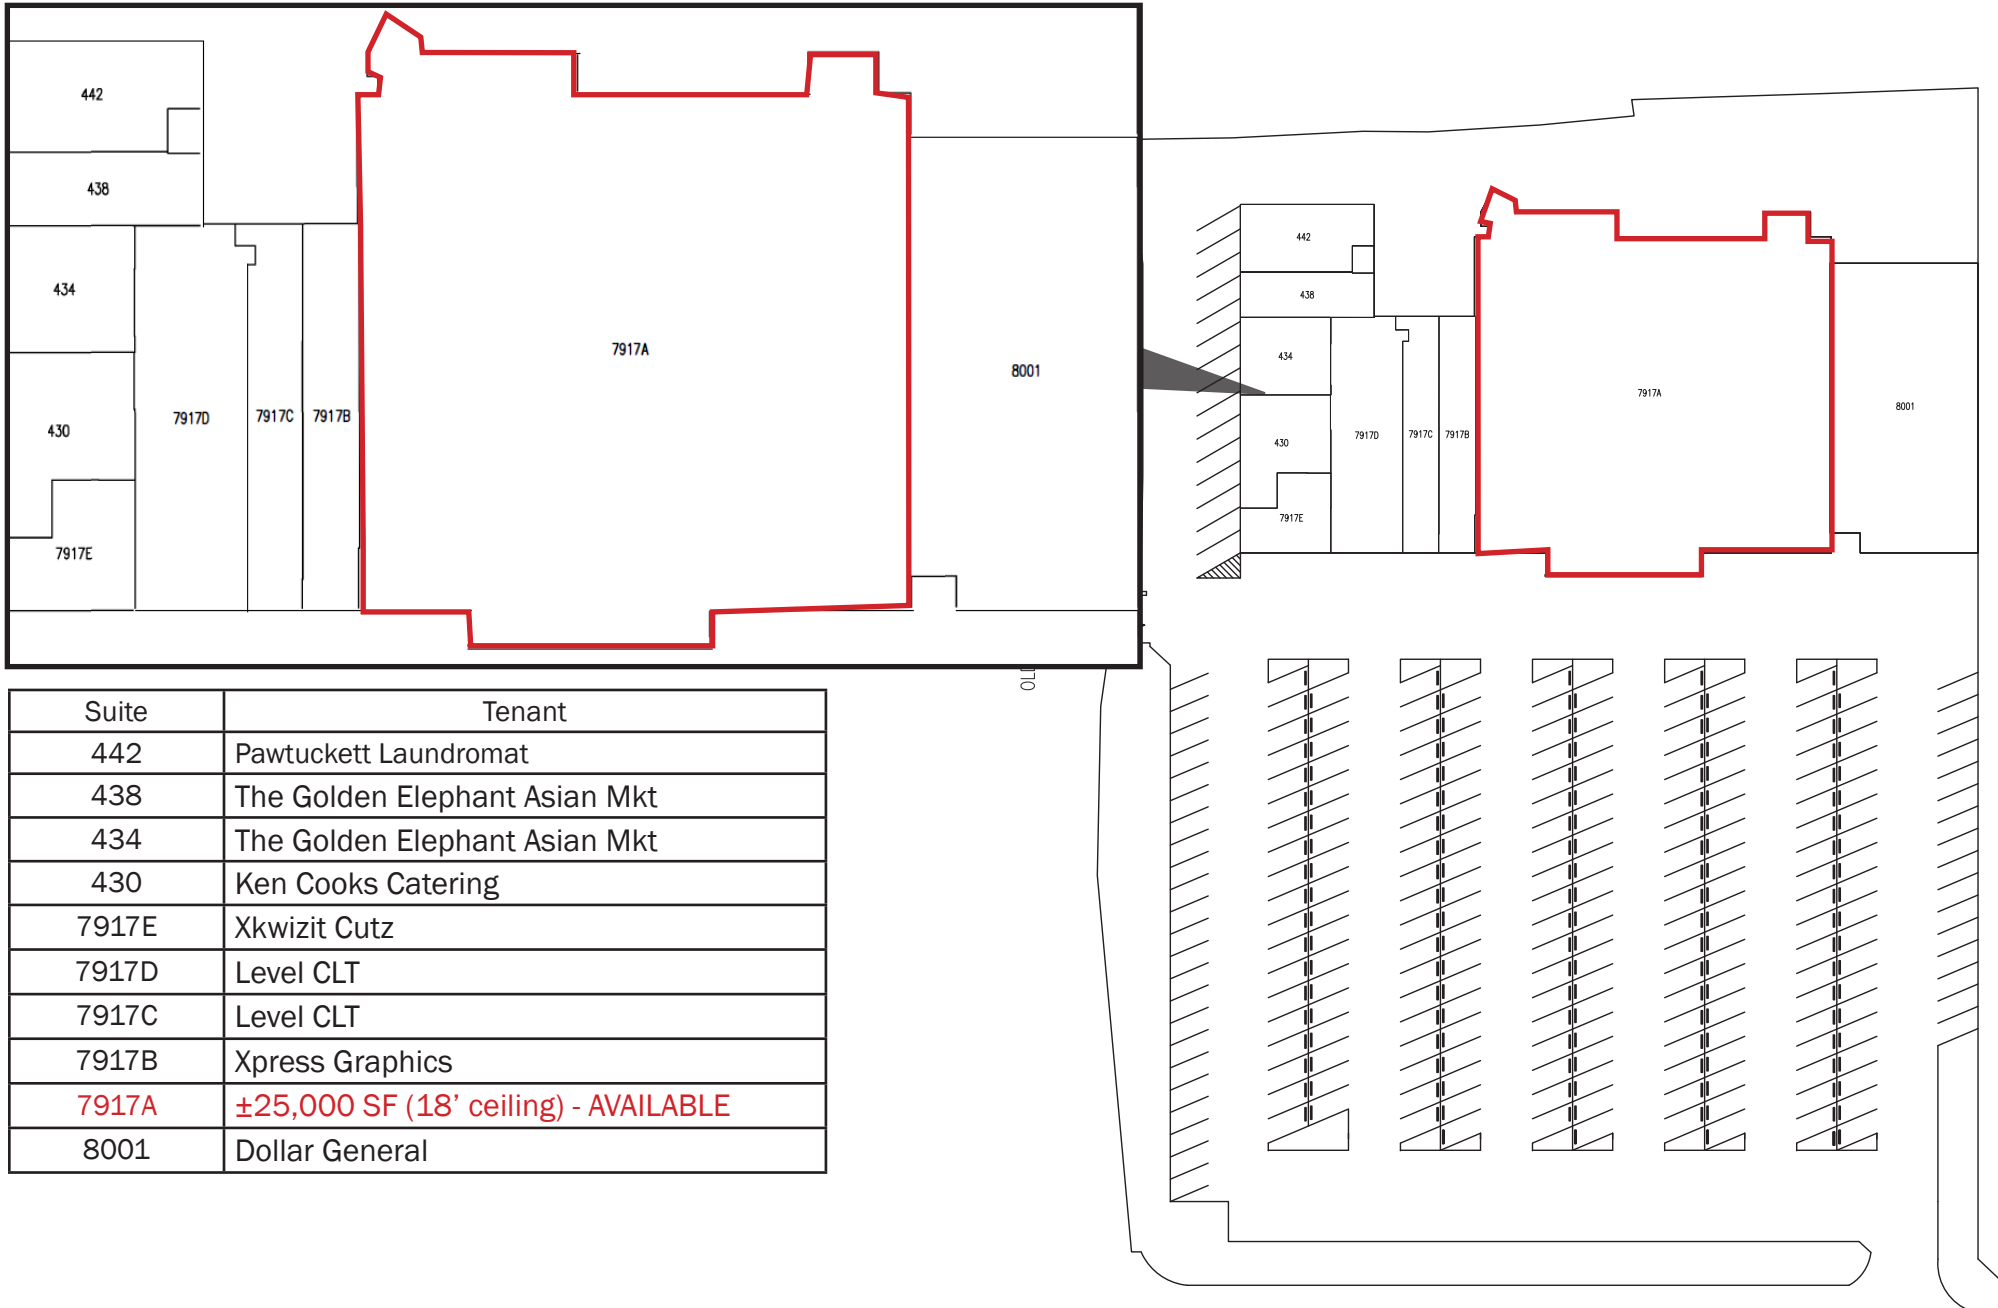 442
438
434
430
7917E
7917D
7917C
7917B
7917A
8001
442
438
434
430
7917E
7917D
7917C
7917B
7917A
8001
OL
Suite Tenant
442 Pawtuckett Laundromat
438 The Golden Elephant Asian Mkt
434 The Golden Elephant Asian Mkt
430 Ken Cooks Catering
7917E Xkwizit Cutz
7917D Level CLT
7917C Level CLT
7917B Xpress Graphics
7917A ±25,000 SF (18’ ceiling) - AVAILABLE
8001 Dollar General